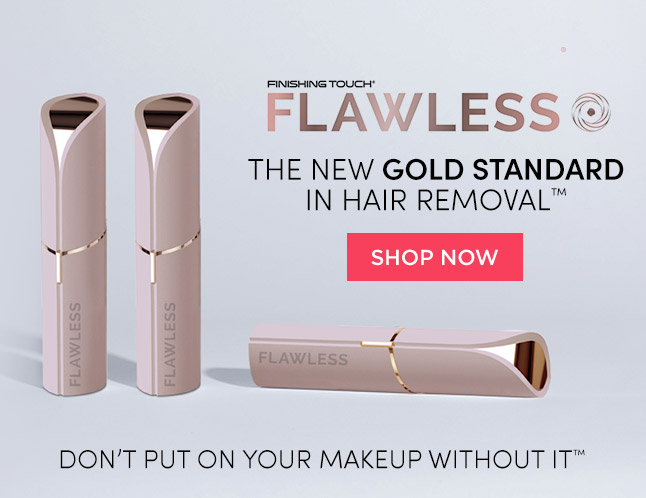 FINISHING TOUCH®
FLAWLESS
THE NEW GOLD STANDARD
IN HAIR REMOVAL™
SHOP NOW
FLAWLESS
FLAWLESS
FLAWLESS
DON'T PUT ON YOUR MAKEUP WITHOUT IT™